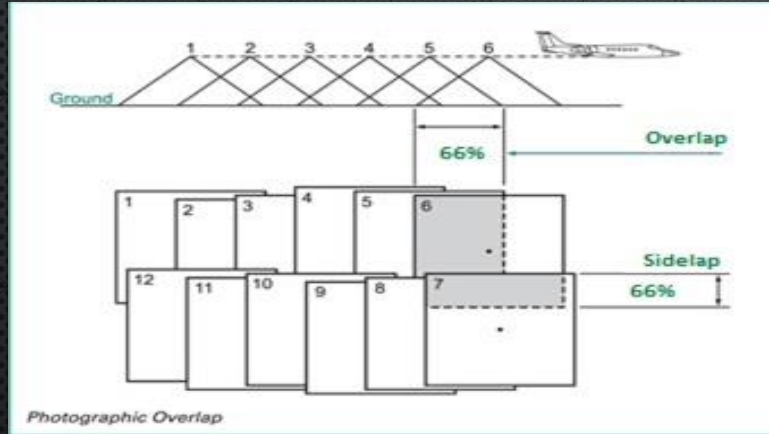 1 2 3 4 5 6
Ground
Overlap
66%
1 2 3 4 5 6
Sidelap
66%
12 11 10 9 8 7
Photographic Overlap